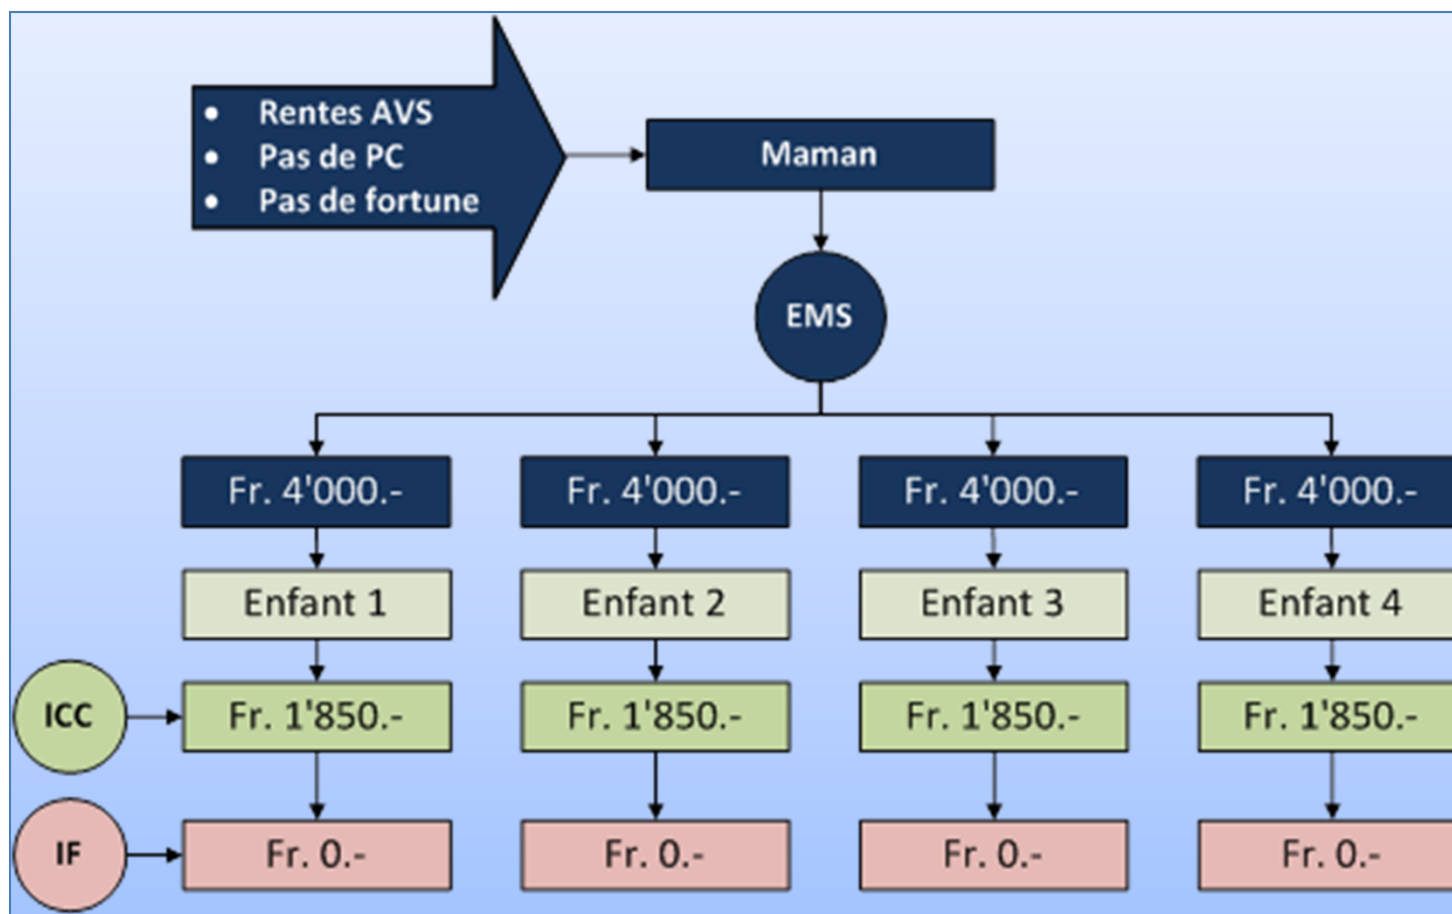 • Rentes AVS
• Pas de PC
• Pas de fortune
Maman
EMS
Fr. 4'000.- Fr. 4'000.- Fr. 4'000.- Fr. 4'000.-
Enfant 1 Enfant 2 Enfant 3 Enfant 4
ICC Fr. 1'850.- Fr. 1'850.- Fr. 1'850.- Fr. 1'850.-
IF Fr. 0.- Fr. 0.- Fr. 0.- Fr. 0.-